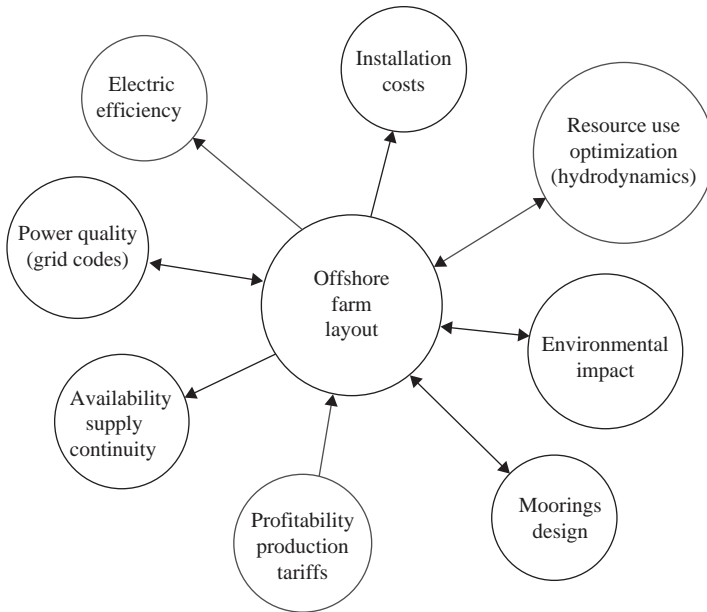 Installation
costs
Electric
efficiency
Resource use
optimization
(hydrodynamics)
Power quality
(grid codes)
Offshore
farm
layout
Environmental
impact
Availability
supply
continuity
Moorings
design
Profitability
production
tariffs